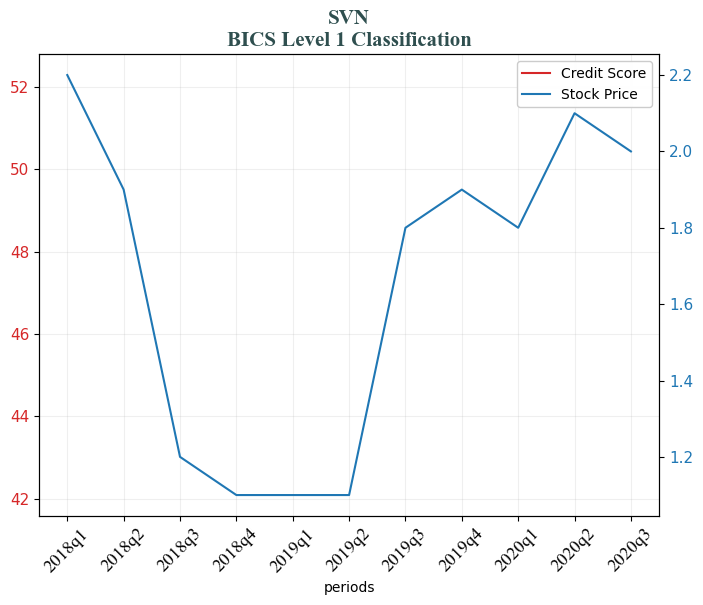 SVN
BICS Level 1 Classification
Credit Score
Stock Price
52
50
48
46
44
42
2.2
2.0
1.8
1.6
1.4
1.2
2018q1
2018q2
2018q3
2018q4
2019q1
2019q2
2019q3
2019q4
2020q1
2020q2
2020q3
periods